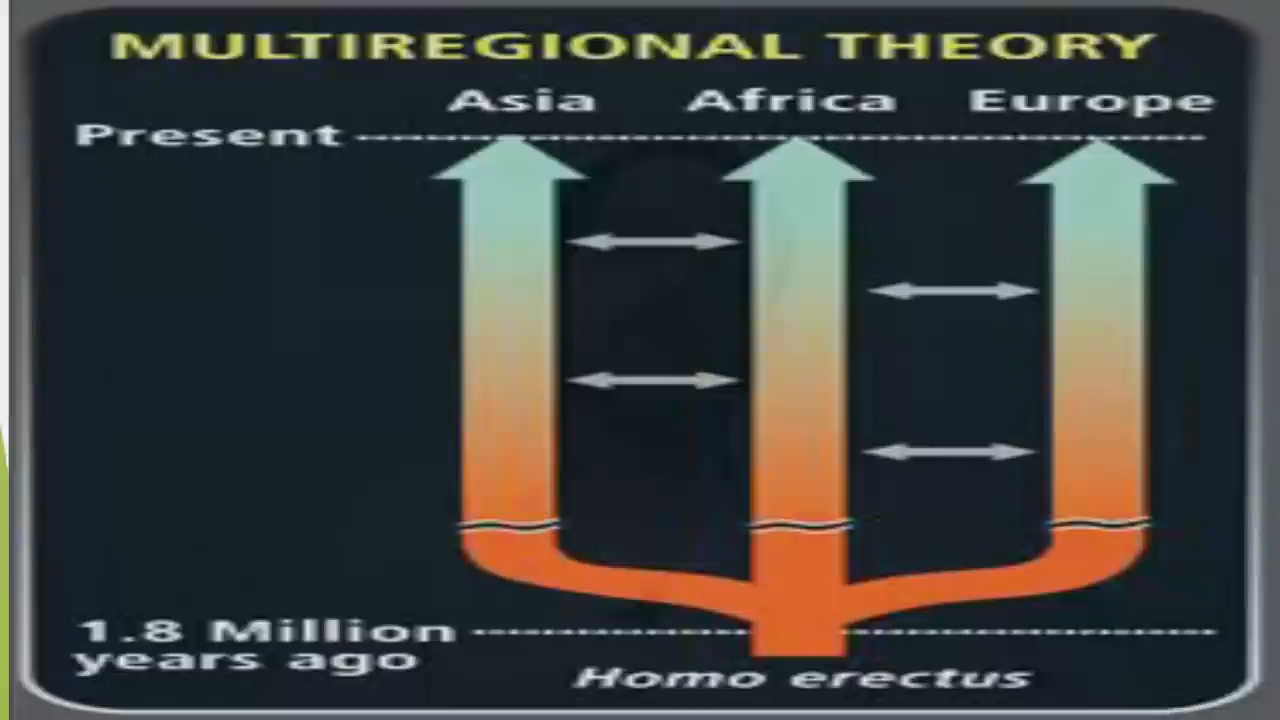 MULTIREGIONAL THEORY
Asia Africa Europe
Present
1.8 Million
years ago
Homo erectus